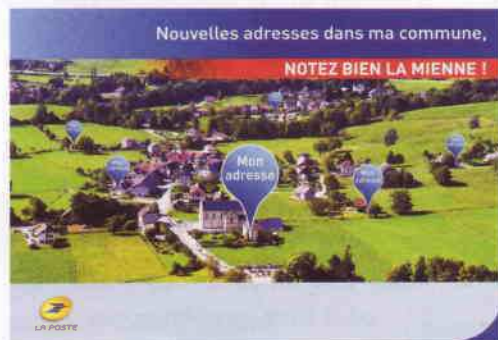 Nouvelles adresses dans ma commune,
NOTEZ BIEN LA MIENNE !
Mon
adresse
LA POSTE